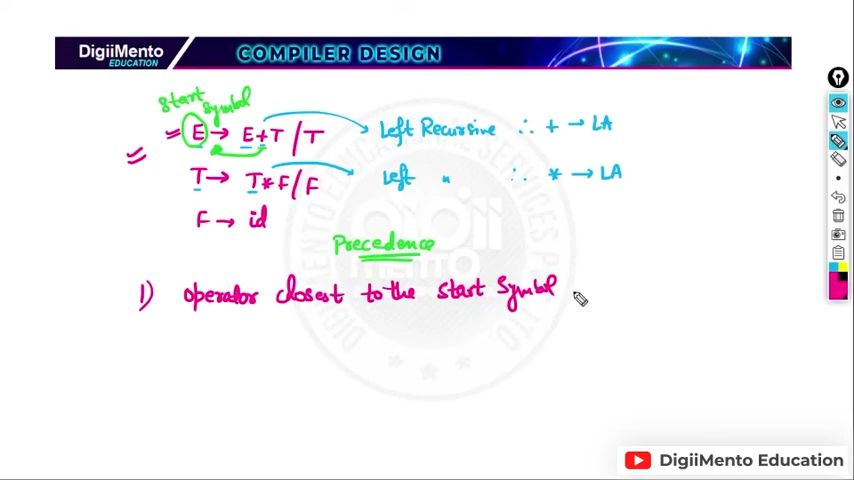 DigiiMento EDUCATION
COMPILER DESIGN
start symbol
= E → E + T / T Left Recursive ∴ + → LA
=
T → T * F / F Left " ∴ * → LA
F → id
Precedence
1) operator closest to the start symbol
DigiiMento Education